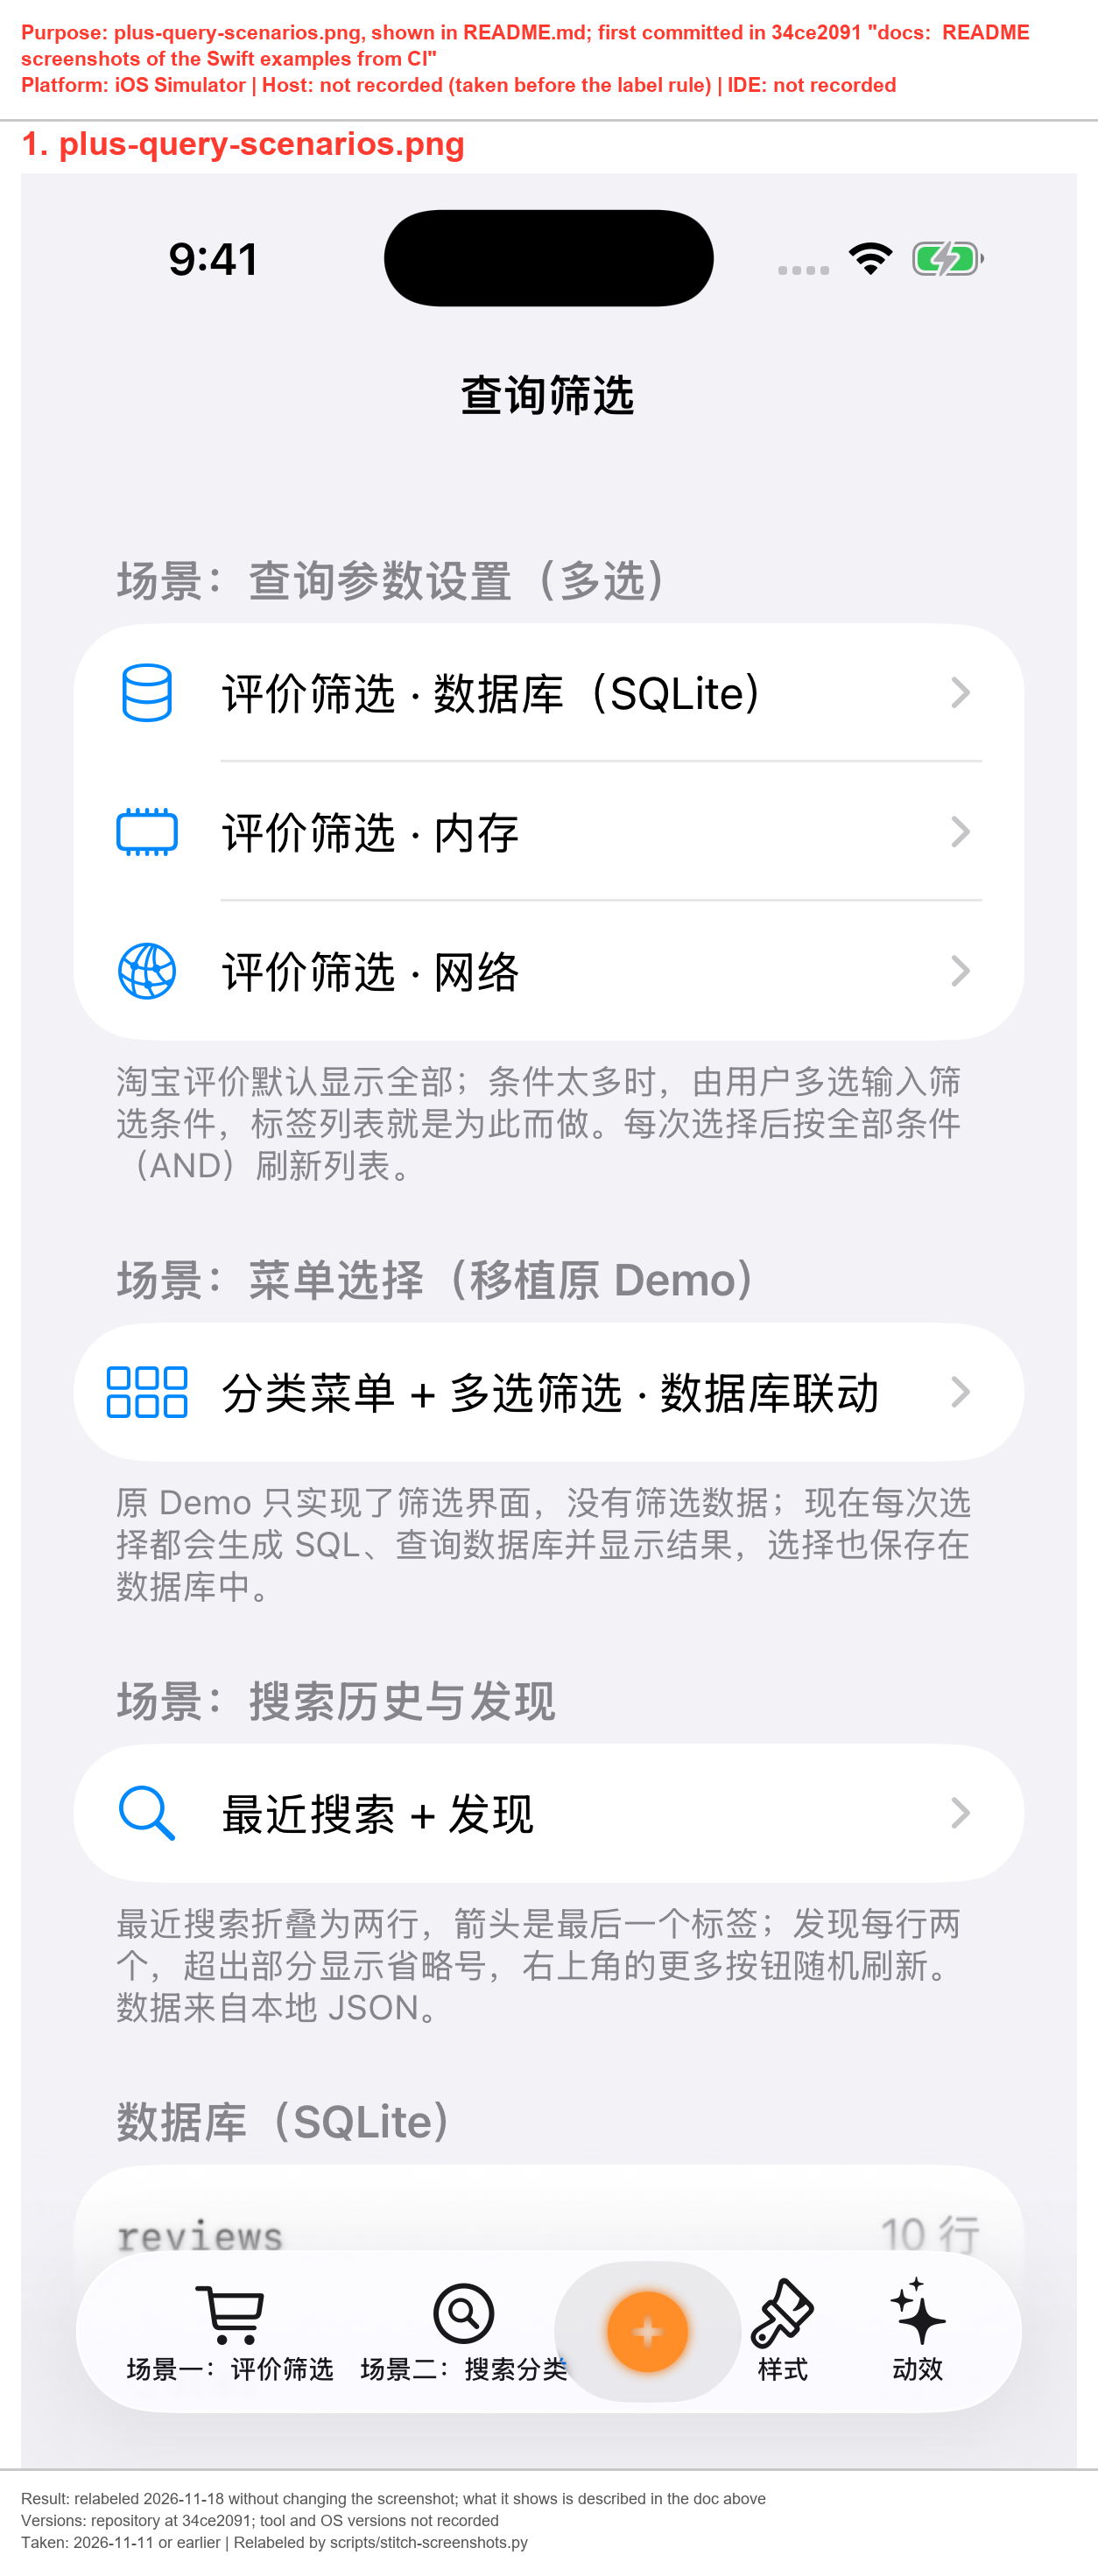 Purpose: plus-query-scenarios.png, shown in README.md; first committed in 34ce2091 "docs: README
screenshots of the Swift examples from CI"
Platform: iOS Simulator | Host: not recorded (taken before the label rule) | IDE: not recorded
1. plus-query-scenarios.png
9:41
查询筛选
场景：查询参数设置（多选）
评价筛选 · 数据库（SQLite）
评价筛选 · 内存
评价筛选 · 网络
淘宝评价默认显示全部；条件太多时，由用户多选输入筛
选条件，标签列表就是为此而做。每次选择后按全部条件
（AND）刷新列表。
场景：菜单选择（移植原 Demo）
分类菜单 + 多选筛选 · 数据库联动
原 Demo 只实现了筛选界面，没有筛选数据；现在每次选
择都会生成 SQL、查询数据库并显示结果，选择也保存在
数据库中。
场景：搜索历史与发现
最近搜索 + 发现
最近搜索折叠为两行，箭头是最后一个标签；发现每行两
个，超出部分显示省略号，右上角的更多按钮随机刷新。
数据来自本地 JSON。
数据库（SQLite）
reviews 10 行
场景一：评价筛选 场景二：搜索分类 样式 动效
Result: relabeled 2026-11-18 without changing the screenshot; what it shows is described in the doc above
Versions: repository at 34ce2091; tool and OS versions not recorded
Taken: 2026-11-11 or earlier | Relabeled by scripts/stitch-screenshots.py